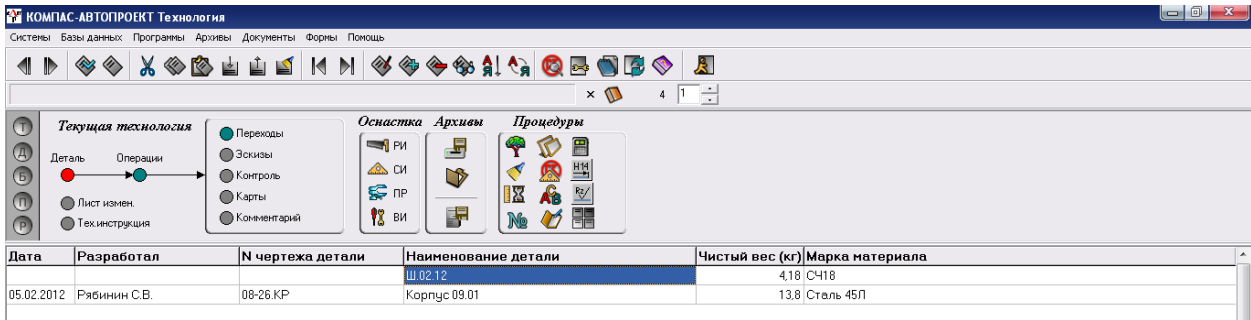 КОМПАС-АВТОПРОЕКТ Технология
Системы Базы данных Программы Архивы Документы Формы Помощь
4 1
Текущая технология Оснастка Архивы Процедуры
Т
Д
Б
П
Р
Деталь Операции
Лист измен.
Тех.инструкция
Переходы
Эскизы
Контроль
Карты
Комментарий
РИ
СИ
ПР
ВИ
H14
Rz
№
Дата Разработал N чертежа детали Наименование детали Чистый вес (кг) Марка материала
Ш.02.12 4,18 СЧ18
05.02.2012 Рябинин С.В. 08-26.КР Корпус 09.01 13,8 Сталь 45Л